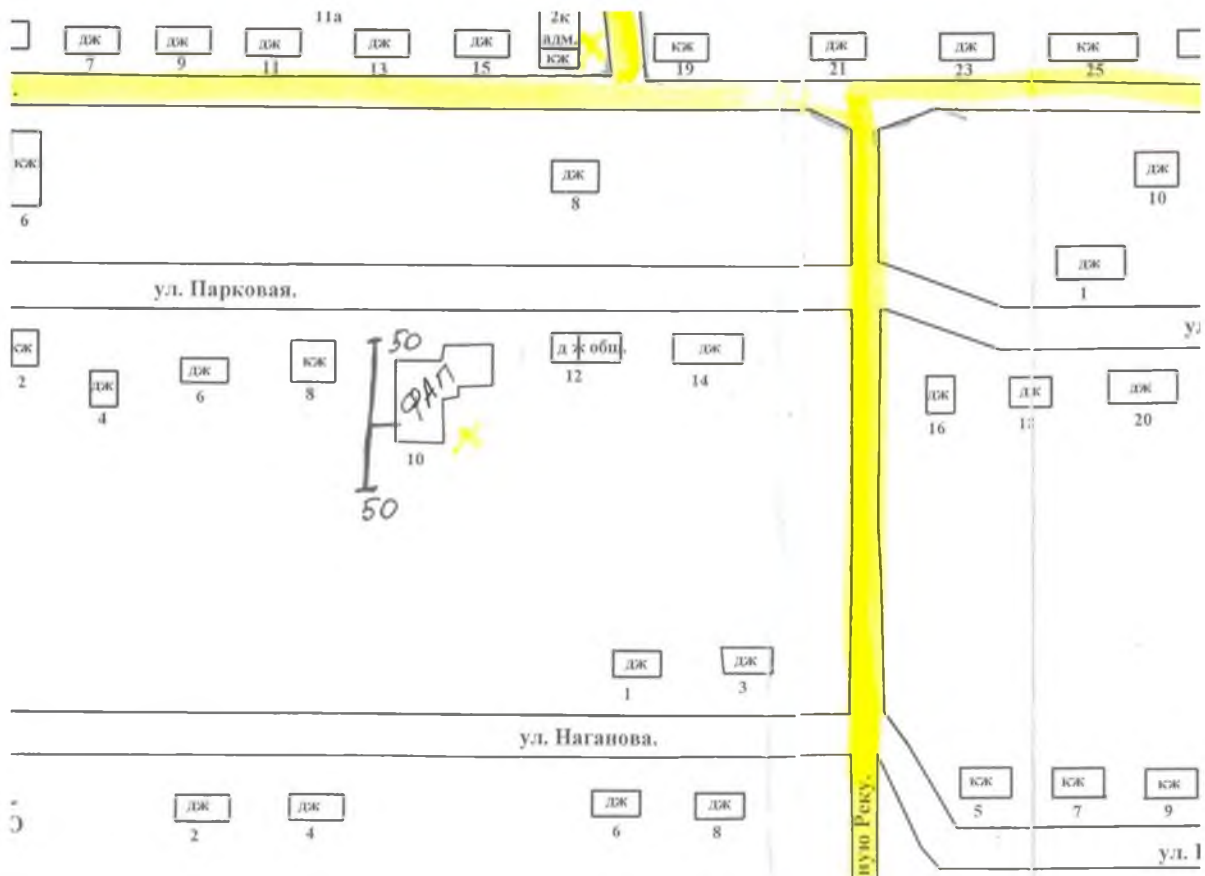 11а
2к
адм.
кж
дж
7
дж
9
дж
11
дж
13
дж
15
кж
19
дж
21
дж
23
кж
25
кж
6
дж
8
дж
10
дж
1
ул. Парковая.
2
дж
4
дж
6
кж
8
50
ФАП
10
50
д ж общ.
12
дж
14
дж
16
дж
дж
20
дж
1
дж
3
ул. Наганова.
дж
2
дж
4
дж
6
дж
8
ную Реку.
кж
5
кж
7
кж
9
ул.